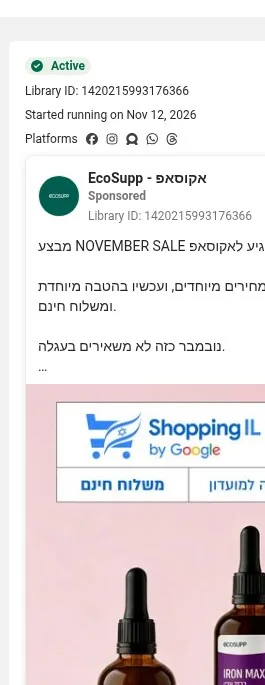 Active
Library ID: 1420215993176366
Started running on Nov 12, 2026
Platforms
ECOSUPP
EcoSupp - אקוסאפ
Sponsored
Library ID: 1420215993176366
מבצע NOVEMBER SALE לאקוסאפ
מחירים מיוחדים, ועכשיו בהטבה מיוחדת
ומשלוח חינם.
נובמבר כזה לא משאירים בעגלה.
...
Shopping IL
by Google
משלוח חינם
למועדון
ECOSUPP
IRON MAX